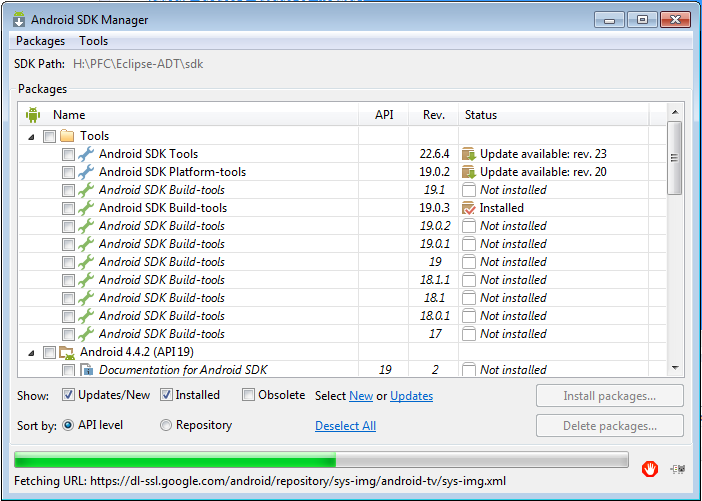 Android SDK Manager
Packages Tools
SDK Path: H:\PFC\Eclipse-ADT\sdk
Packages
Name API Rev. Status
Tools
Android SDK Tools 22.6.4 Update available: rev. 23
Android SDK Platform-tools 19.0.2 Update available: rev. 20
Android SDK Build-tools 19.1 Not installed
Android SDK Build-tools 19.0.3 Installed
Android SDK Build-tools 19.0.2 Not installed
Android SDK Build-tools 19.0.1 Not installed
Android SDK Build-tools 19 Not installed
Android SDK Build-tools 18.1.1 Not installed
Android SDK Build-tools 18.1 Not installed
Android SDK Build-tools 18.0.1 Not installed
Android SDK Build-tools 17 Not installed
Android 4.4.2 (API 19)
Documentation for Android SDK 19 2 Not installed
Show: Updates/New Installed Obsolete Select New or Updates Install packages...
Sort by: API level Repository Deselect All Delete packages...
Fetching URL: https://dl-ssl.google.com/android/repository/sys-img/android-tv/sys-img.xml